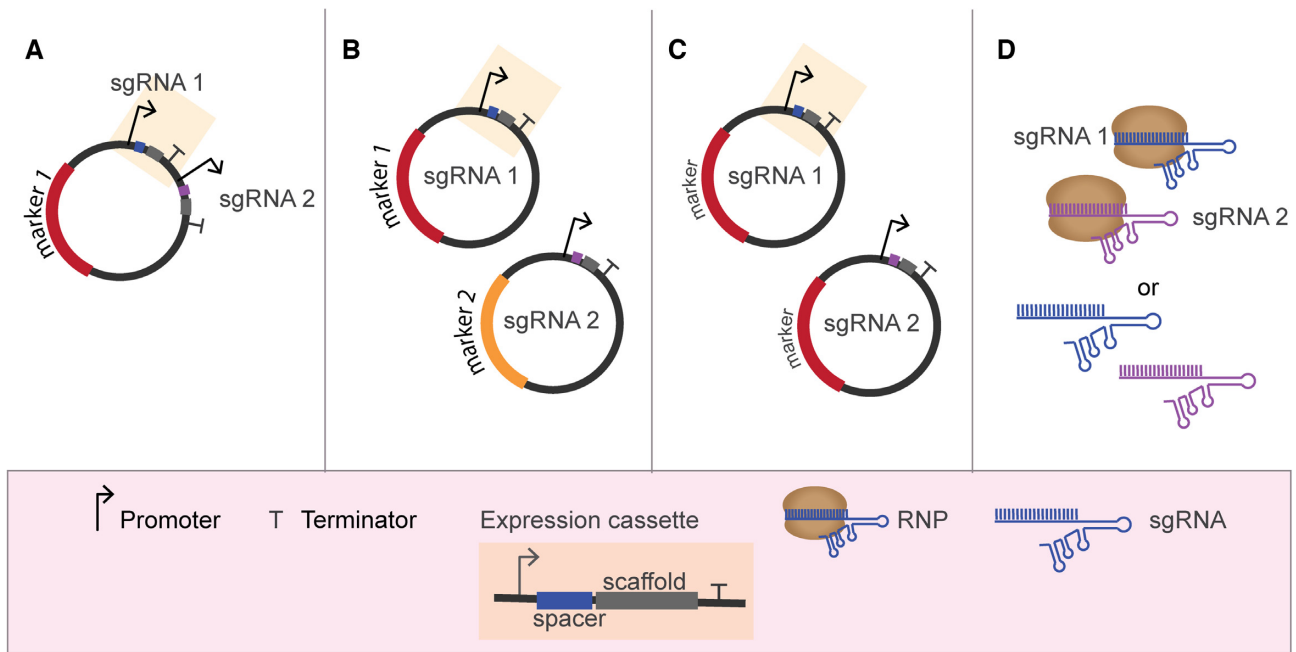 A
B
C
D
sgRNA 1
sgRNA 2
marker 1
sgRNA 1
marker 1
sgRNA 2
marker 2
sgRNA 1
marker
sgRNA 2
marker
sgRNA 1
sgRNA 2
or
Promoter
T Terminator
Expression cassette
RNP
sgRNA
scaffold
spacer